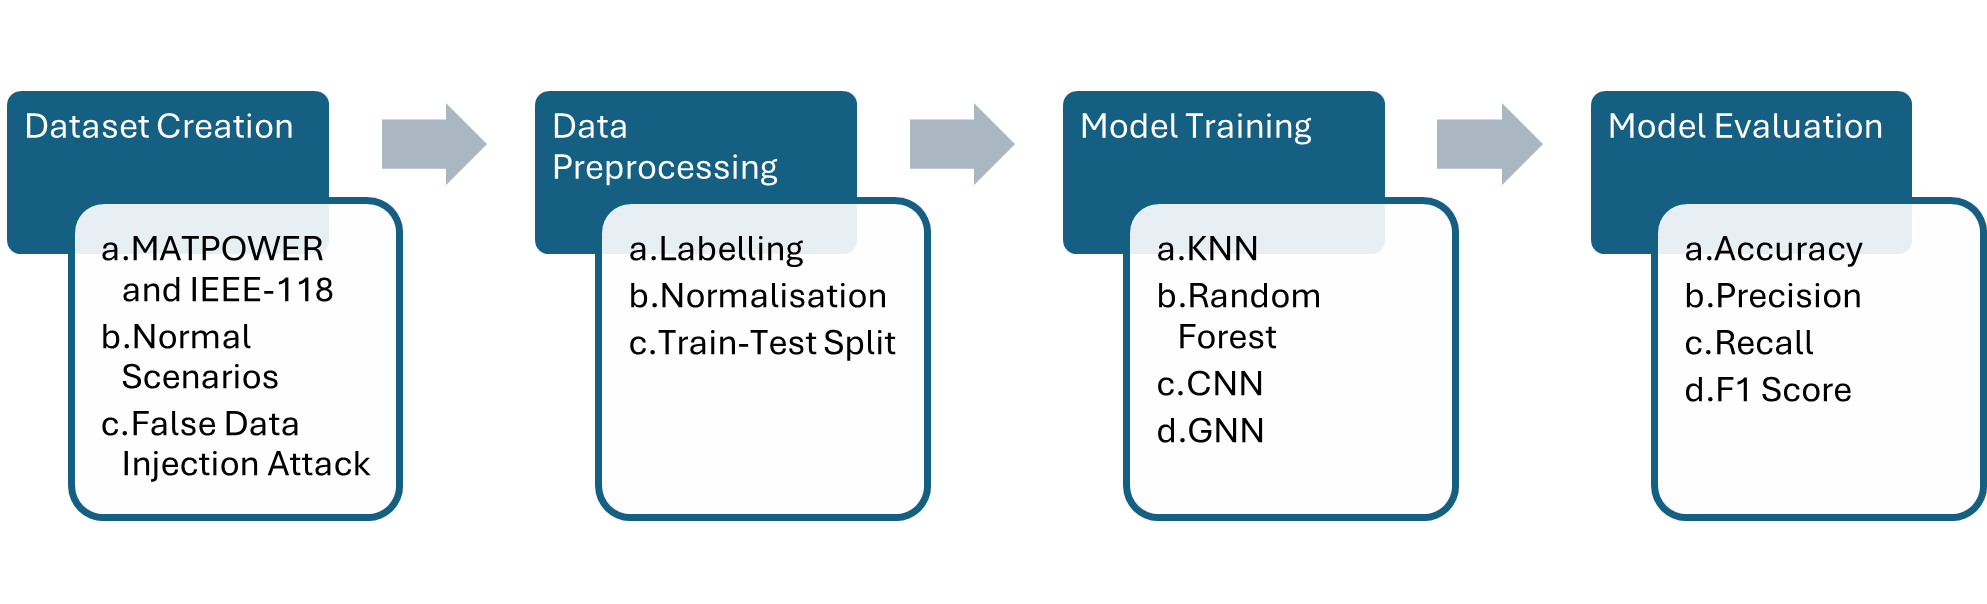 Dataset Creation
a.MATPOWER
and IEEE-118
b.Normal
Scenarios
c.False Data
Injection Attack
Data
Preprocessing
a.Labelling
b.Normalisation
c.Train-Test Split
Model Training
a.KNN
b.Random
Forest
c.CNN
d.GNN
Model Evaluation
a.Accuracy
b.Precision
c.Recall
d.F1 Score